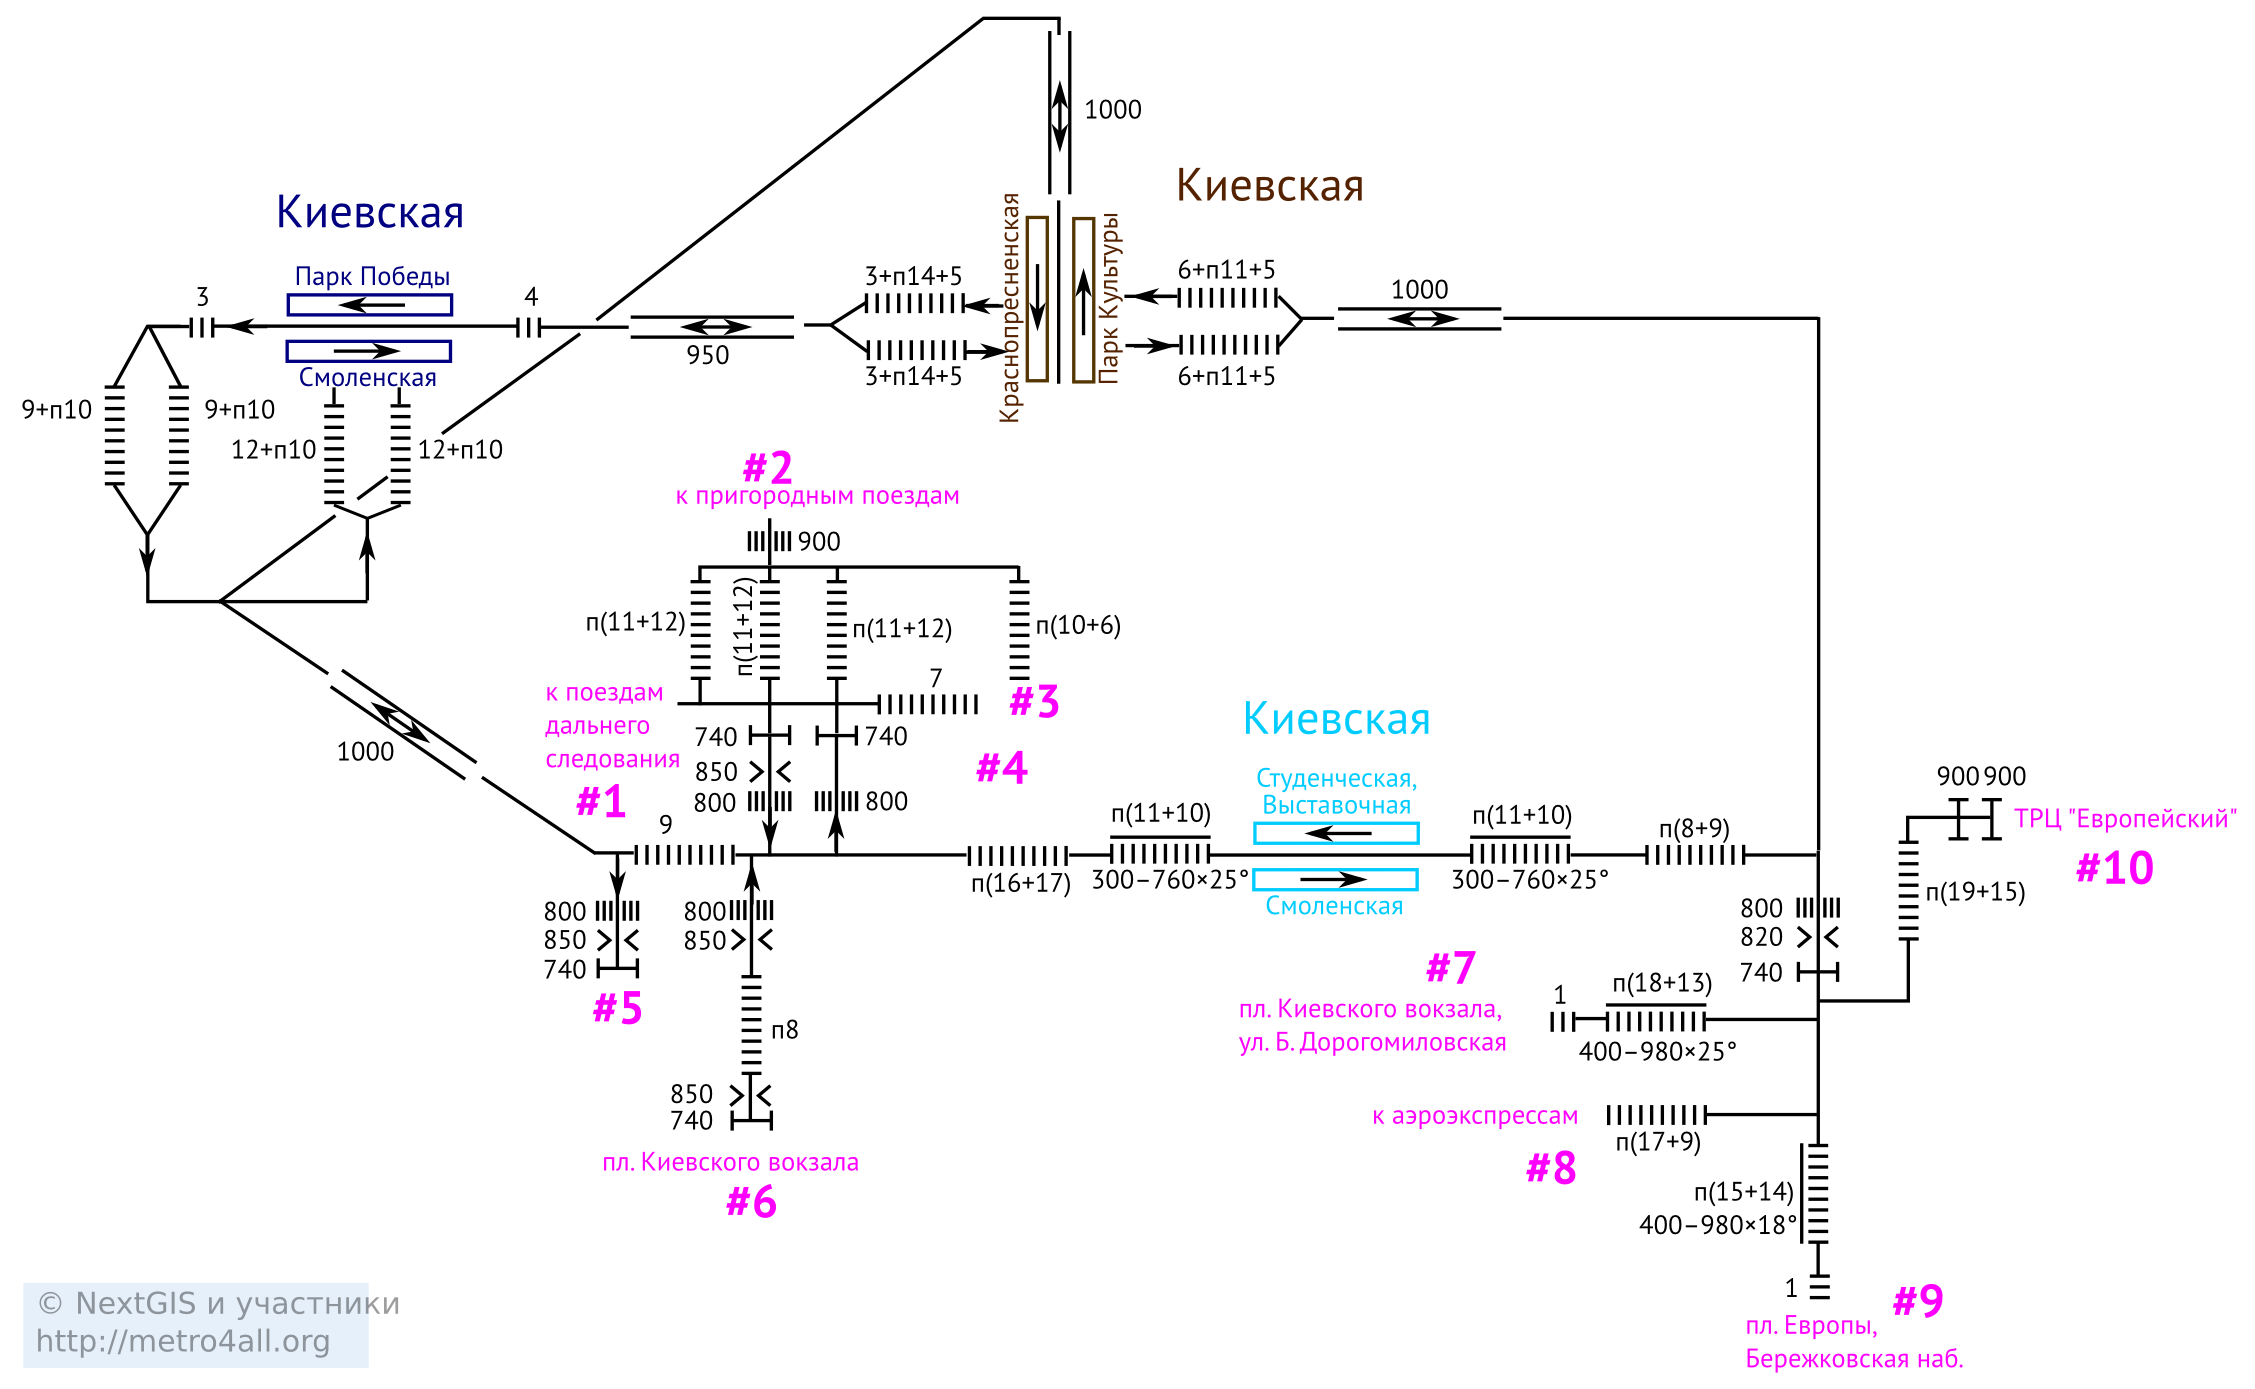 1000
Киевская
Киевская
Парк Победы
3
4
Смоленская
950
3+п14+5
3+п14+5
Краснопресненская
Парк Культуры
6+п11+5
6+п11+5
1000
9+п10
9+п10
12+п10
12+п10
#2
к пригородным поездам
900
п(11+12)
п(11+12)
п(11+12)
п(10+6)
7
#3
к поездам
дальнего
следования
#1
1000
740
740
850
800
800
#4
9
Киевская
Студенческая,
Выставочная
Смоленская
п(16+17)
п(11+10)
300–760×25°
п(11+10)
300–760×25°
п(8+9)
900
900
ТРЦ "Европейский"
#10
п(19+15)
800
850
740
#5
800
850
п8
850
740
пл. Киевского вокзала
#6
800
820
740
#7
пл. Киевского вокзала,
ул. Б. Дорогомиловская
1
п(18+13)
400–980×25°
к аэроэкспрессам
п(17+9)
#8
п(15+14)
400–980×18°
1
#9
пл. Европы,
Бережковская наб.
© NextGIS и участники
http://metro4all.org